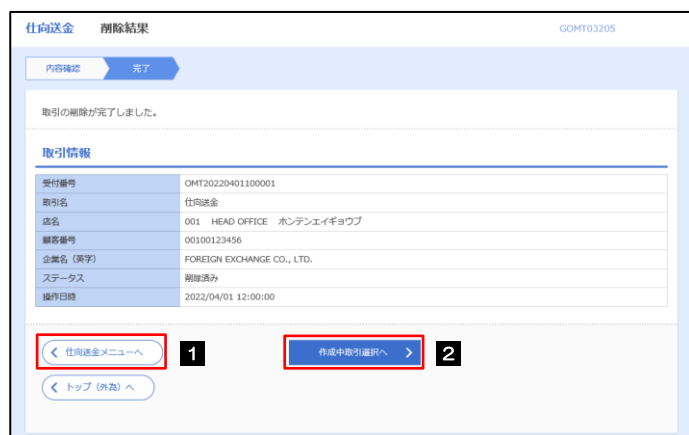 仕向送金 削除結果 GOMT03205
内容確認 完了
取引の削除が完了しました。
取引情報
受付番号 OMT20220401100001
取引名 仕向送金
店名 001 HEAD OFFICE ホンテンエイギョウブ
顧客番号 00100123456
企業名（英字） FOREIGN EXCHANGE CO., LTD.
ステータス 削除済み
操作日時 2022/04/01 12:00:00
仕向送金メニューへ 1 作成中取引選択へ 2
トップ（外為）へ